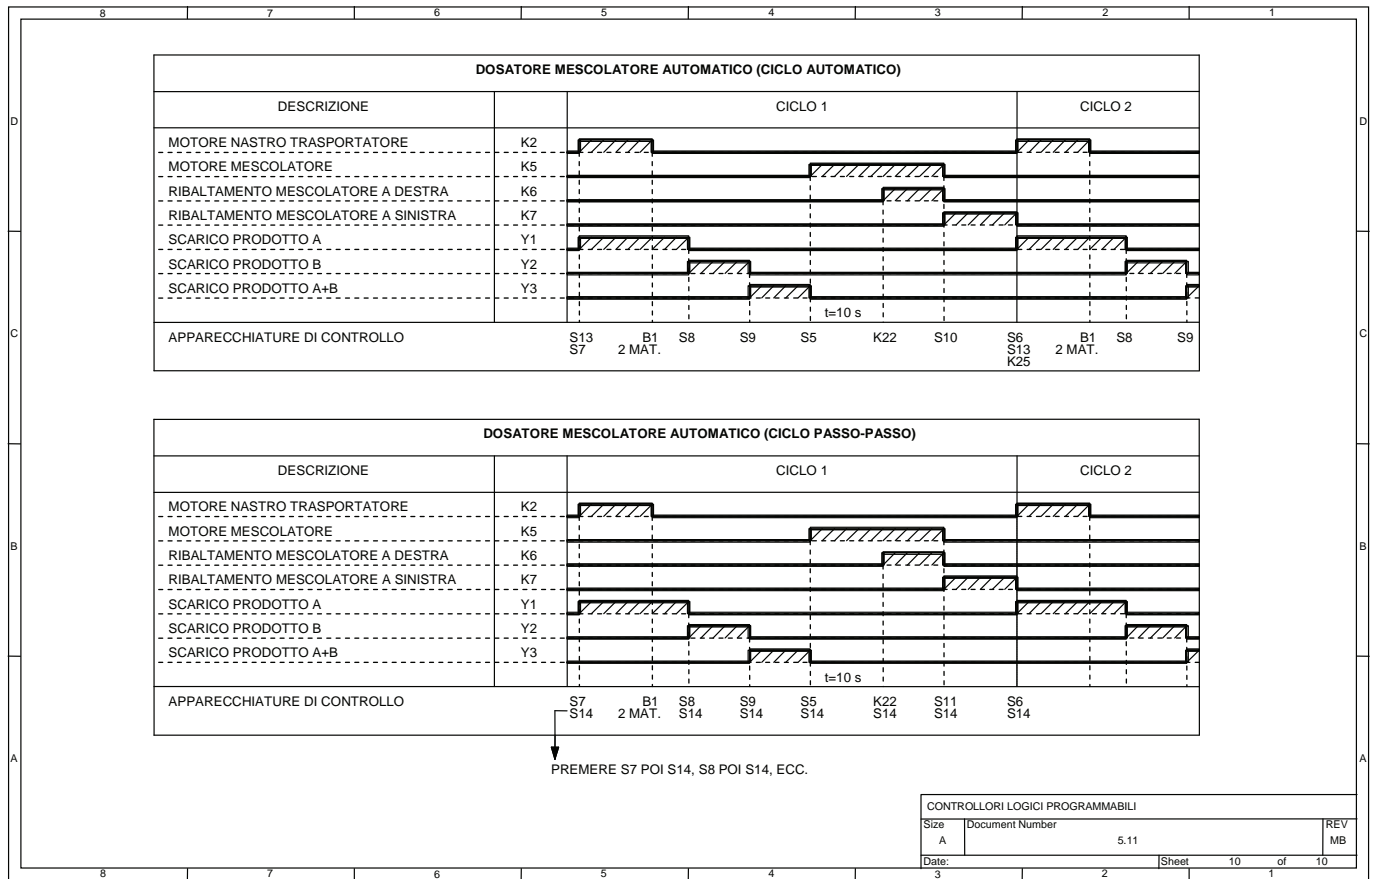 8 7 6 5 4 3 2 1
DOSATORE MESCOLATORE AUTOMATICO (CICLO AUTOMATICO)
DESCRIZIONE CICLO 1 CICLO 2
D D
MOTORE NASTRO TRASPORTATORE K2
MOTORE MESCOLATORE K5
RIBALTAMENTO MESCOLATORE A DESTRA K6
RIBALTAMENTO MESCOLATORE A SINISTRA K7
SCARICO PRODOTTO A Y1
SCARICO PRODOTTO B Y2
SCARICO PRODOTTO A+B Y3
t=10 s
C C
APPARECCHIATURE DI CONTROLLO S13 B1 S8 S9 S5 K22 S10 S6 B1 S8 S9
S7 2 MAT. S13 2 MAT.
K25
DOSATORE MESCOLATORE AUTOMATICO (CICLO PASSO-PASSO)
DESCRIZIONE CICLO 1 CICLO 2
MOTORE NASTRO TRASPORTATORE K2
MOTORE MESCOLATORE K5
B B
RIBALTAMENTO MESCOLATORE A DESTRA K6
RIBALTAMENTO MESCOLATORE A SINISTRA K7
SCARICO PRODOTTO A Y1
SCARICO PRODOTTO B Y2
SCARICO PRODOTTO A+B Y3
t=10 s
APPARECCHIATURE DI CONTROLLO S7 B1 S8 S9 S5 K22 S11 S6
S14 2 MAT. S14 S14 S14 S14 S14 S14
A A
PREMERE S7 POI S14, S8 POI S14, ECC.
CONTROLLORI LOGICI PROGRAMMABILI
Size Document Number REV
A 5.11 MB
Date: Sheet 10 of 10
8 7 6 5 4 3 2 1